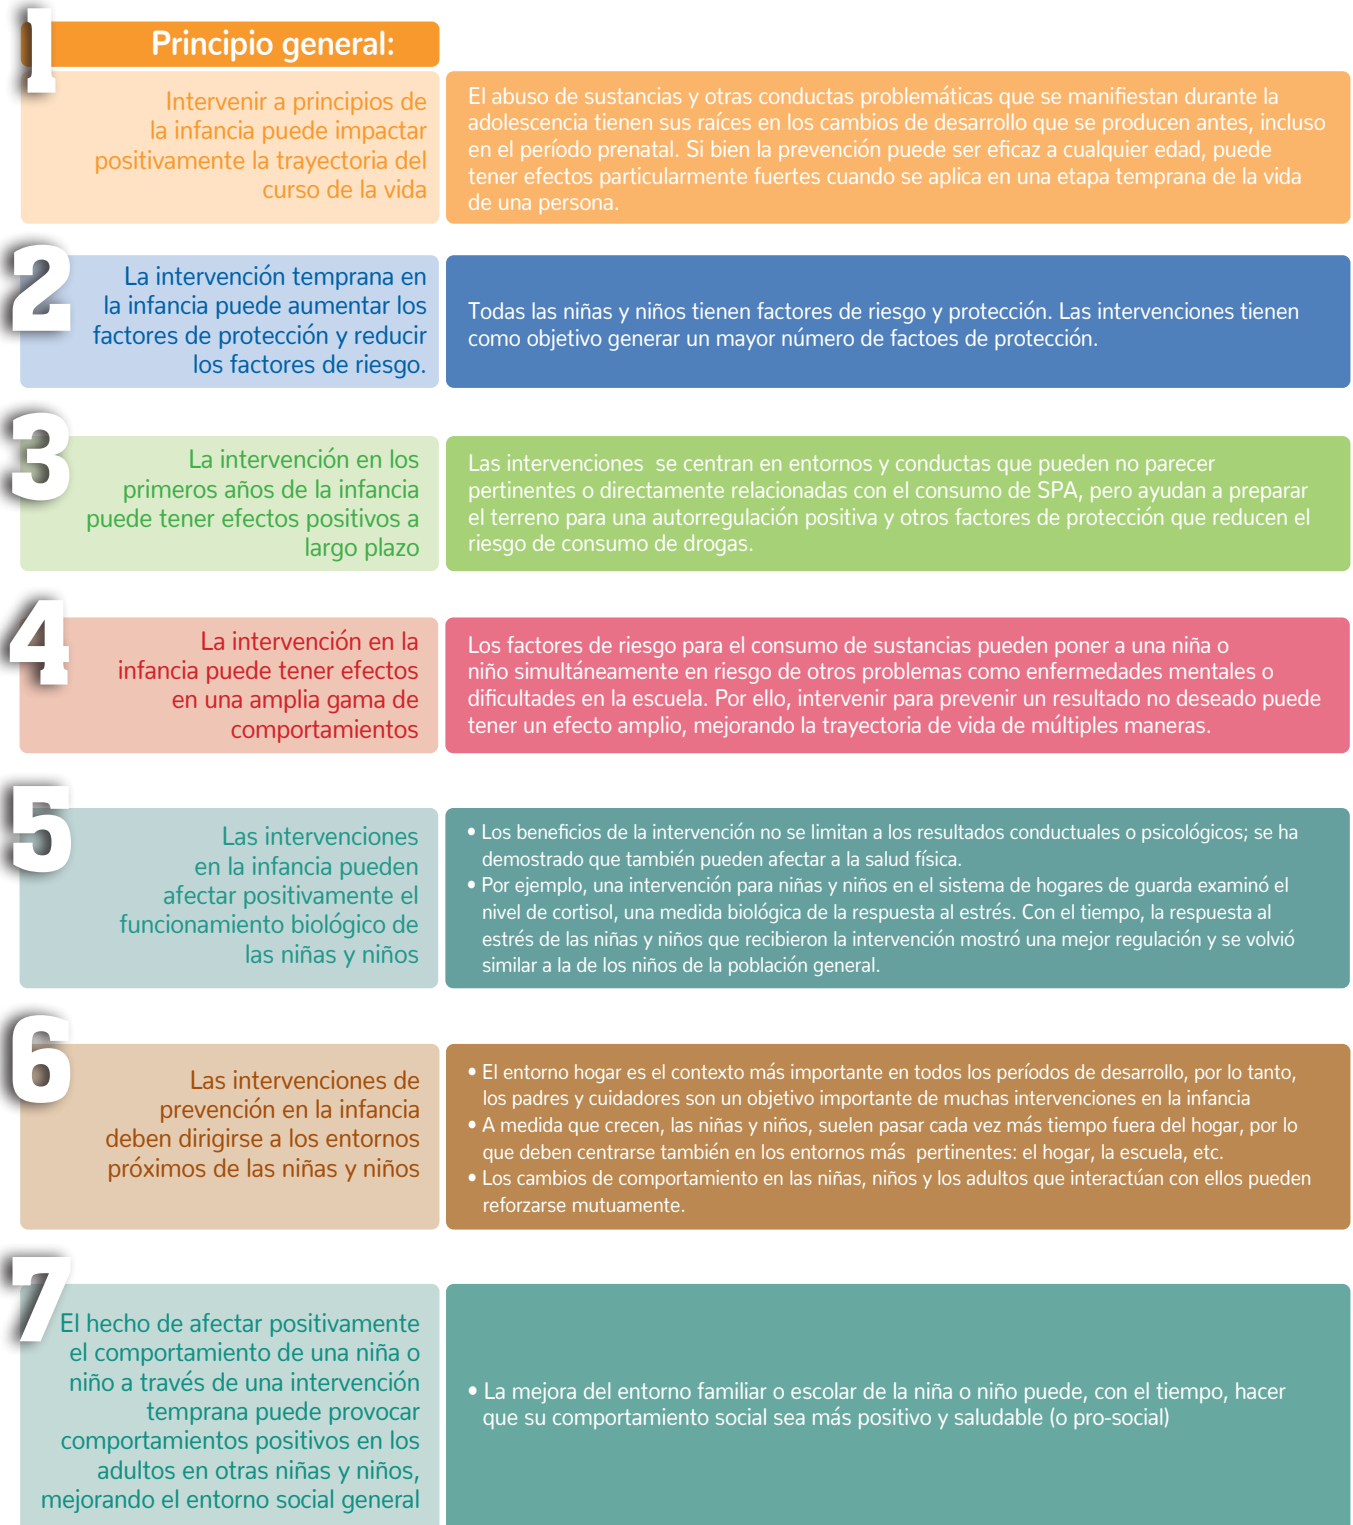 1
Principio general:
Intervenir a principios de
la infancia puede impactar
positivamente la trayectoria del
curso de la vida
El abuso de sustancias y otras conductas problemáticas que se manifiestan durante la
adolescencia tienen sus raíces en los cambios de desarrollo que se producen antes, incluso
en el período prenatal. Si bien la prevención puede ser eficaz a cualquier edad, puede
tener efectos particularmente fuertes cuando se aplica en una etapa temprana de la vida
de una persona.
2
La intervención temprana en
la infancia puede aumentar los
factores de protección y reducir
los factores de riesgo.
Todas las niñas y niños tienen factores de riesgo y protección. Las intervenciones tienen
como objetivo generar un mayor número de factoes de protección.
3
La intervención en los
primeros años de la infancia
puede tener efectos positivos a
largo plazo
Las intervenciones se centran en entornos y conductas que pueden no parecer
pertinentes o directamente relacionadas con el consumo de SPA, pero ayudan a preparar
el terreno para una autorregulación positiva y otros factores de protección que reducen el
riesgo de consumo de drogas.
4
La intervención en la
infancia puede tener efectos
en una amplia gama de
comportamientos
Los factores de riesgo para el consumo de sustancias pueden poner a una niña o
niño simultáneamente en riesgo de otros problemas como enfermedades mentales o
dificultades en la escuela. Por ello, intervenir para prevenir un resultado no deseado puede
tener un efecto amplio, mejorando la trayectoria de vida de múltiples maneras.
5
Las intervenciones
en la infancia pueden
afectar positivamente el
funcionamiento biológico de
las niñas y niños
• Los beneficios de la intervención no se limitan a los resultados conductuales o psicológicos; se ha
demostrado que también pueden afectar a la salud física.
• Por ejemplo, una intervención para niñas y niños en el sistema de hogares de guarda examinó el
nivel de cortisol, una medida biológica de la respuesta al estrés. Con el tiempo, la respuesta al
estrés de las niñas y niños que recibieron la intervención mostró una mejor regulación y se volvió
similar a la de los niños de la población general.
6
Las intervenciones de
prevención en la infancia
deben dirigirse a los entornos
próximos de las niñas y niños
• El entorno hogar es el contexto más importante en todos los períodos de desarrollo, por lo tanto,
los padres y cuidadores son un objetivo importante de muchas intervenciones en la infancia
• A medida que crecen, las niñas y niños, suelen pasar cada vez más tiempo fuera del hogar, por lo
que deben centrarse también en los entornos más pertinentes: el hogar, la escuela, etc.
• Los cambios de comportamiento en las niñas, niños y los adultos que interactúan con ellos pueden
reforzarse mutuamente.
7
El hecho de afectar positivamente
el comportamiento de una niña o
niño a través de una intervención
temprana puede provocar
comportamientos positivos en los
adultos en otras niñas y niños,
mejorando el entorno social general
• La mejora del entorno familiar o escolar de la niña o niño puede, con el tiempo, hacer
que su comportamiento social sea más positivo y saludable (o pro-social)